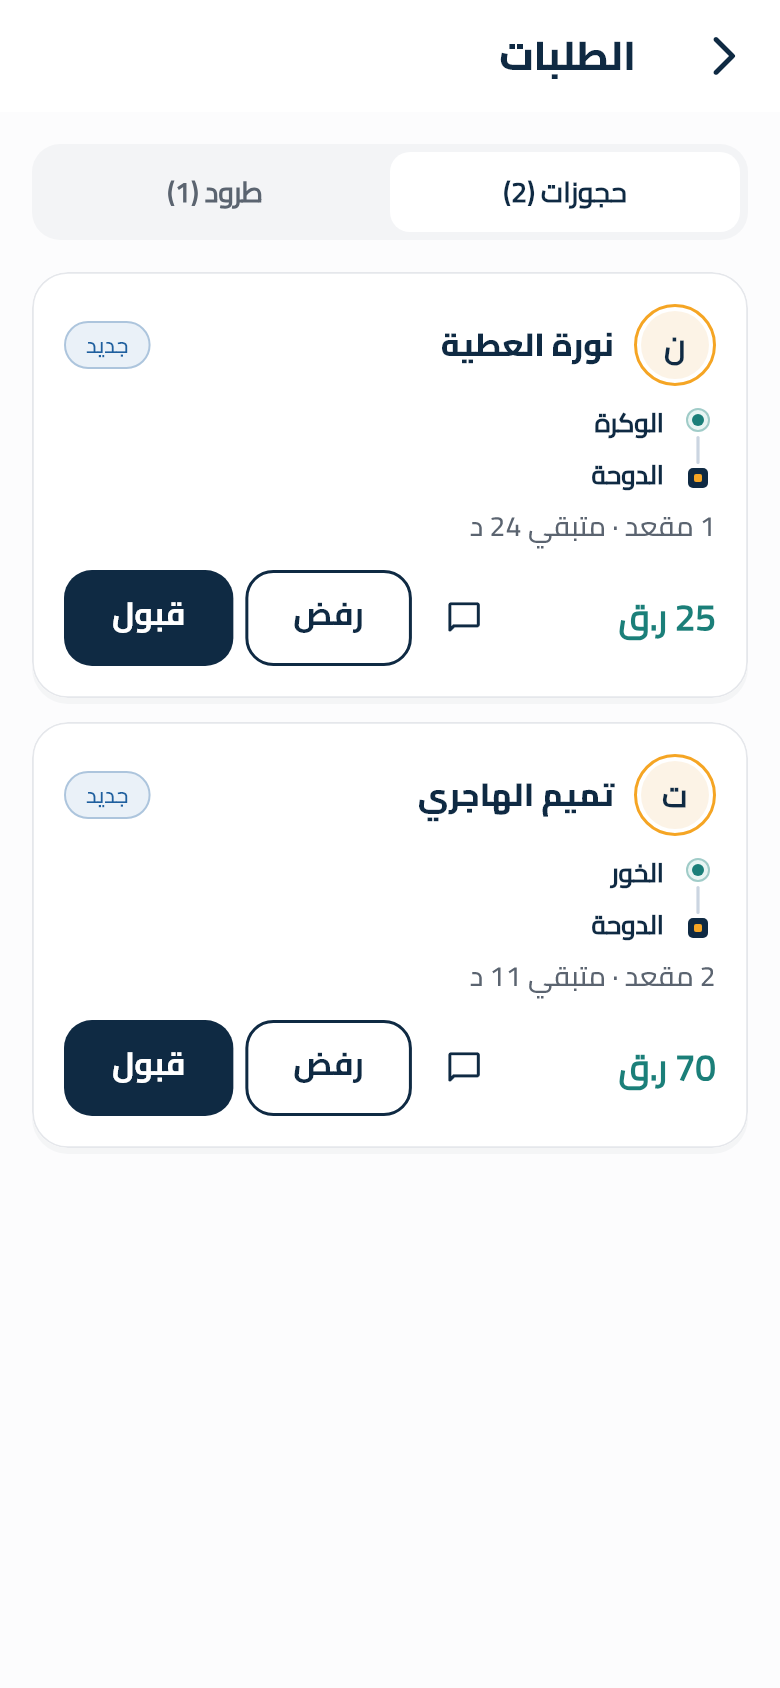 الطلبات
حجوزات (2)
طرود (1)
ن
نورة العطية
جديد
الوكرة
الدوحة
1 مقعد · متبقي 24 د
25 ر.ق
رفض
قبول
ت
تميم الهاجري
جديد
الخور
الدوحة
2 مقعد · متبقي 11 د
70 ر.ق
رفض
قبول